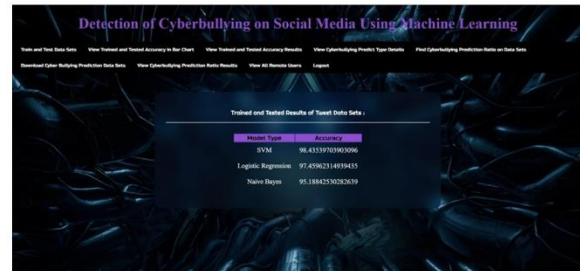 Detection of Cyberbullying on Social Media Using Machine Learning
Train and Test Data Sets View Trained and Tested Accuracy in Bar Chart View Trained and Tested Accuracy Results View Cyberbullying Predict Type Details Find Cyberbullying Prediction Ratio on Data Sets
Download Cyber Bullying Prediction Data Sets View Cyberbullying Prediction Ratio Results View All Remote Users Logout
Trained and Tested Results of Tweet Data Sets :
Model Type Accuracy
SVM 98.43539703903096
Logistic Regression 97.45962314939435
Naive Bayes 95.18842530282639